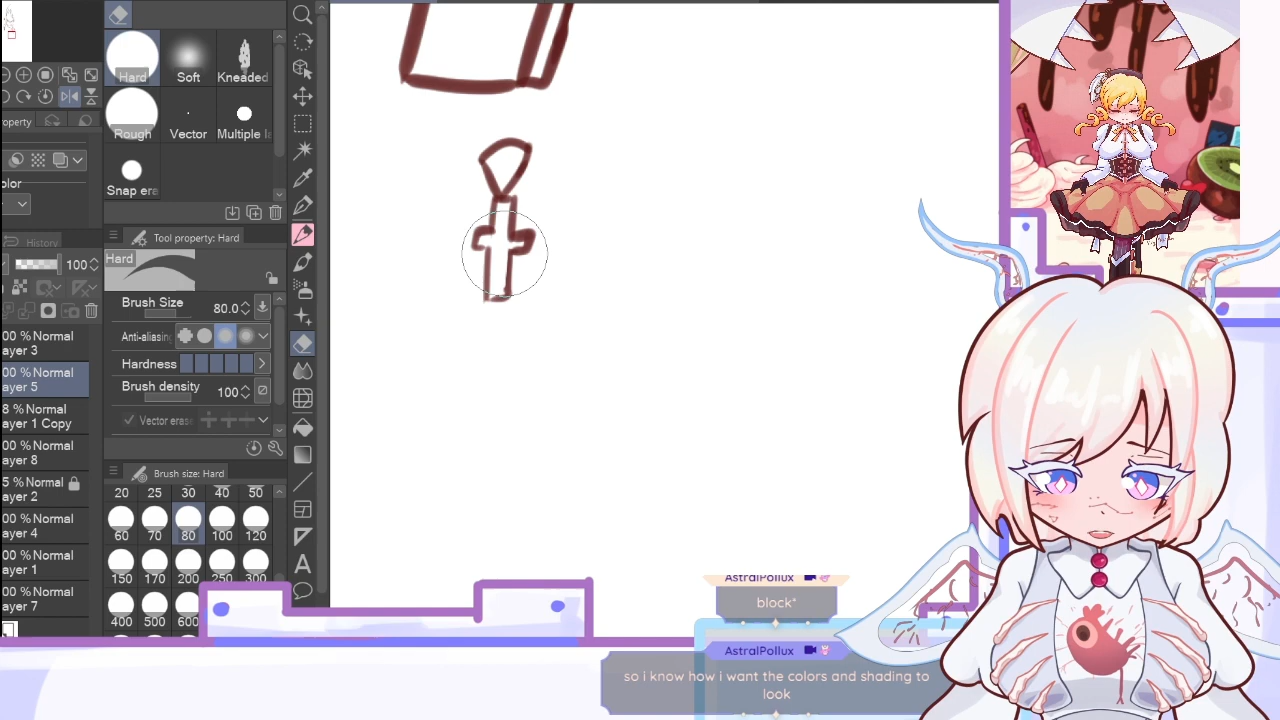 Hard
Soft
Kneaded
Rough
Vector
Multiple
Snap era
roperty
olor
History
100
Tool property: Hard
Hard
Brush Size
80.0
Anti-aliasing
Hardness
Brush density
100
Vector erase
00 %Normal
ayer 3
00 %Normal
ayer 5
8 %Normal
ayer 1 Copy
00 %Normal
ayer 8
5 %Normal
ayer 2
00 %Normal
ayer 4
00 %Normal
ayer 1
00 %Normal
ayer 7
Brush size: Hard
20 25 30 40 50
60 70 80 100 120
150 170 200 250 300
400 500 600
A
AstralPollux
block*
AstralPollux
so i know how i want the colors and shading to
look